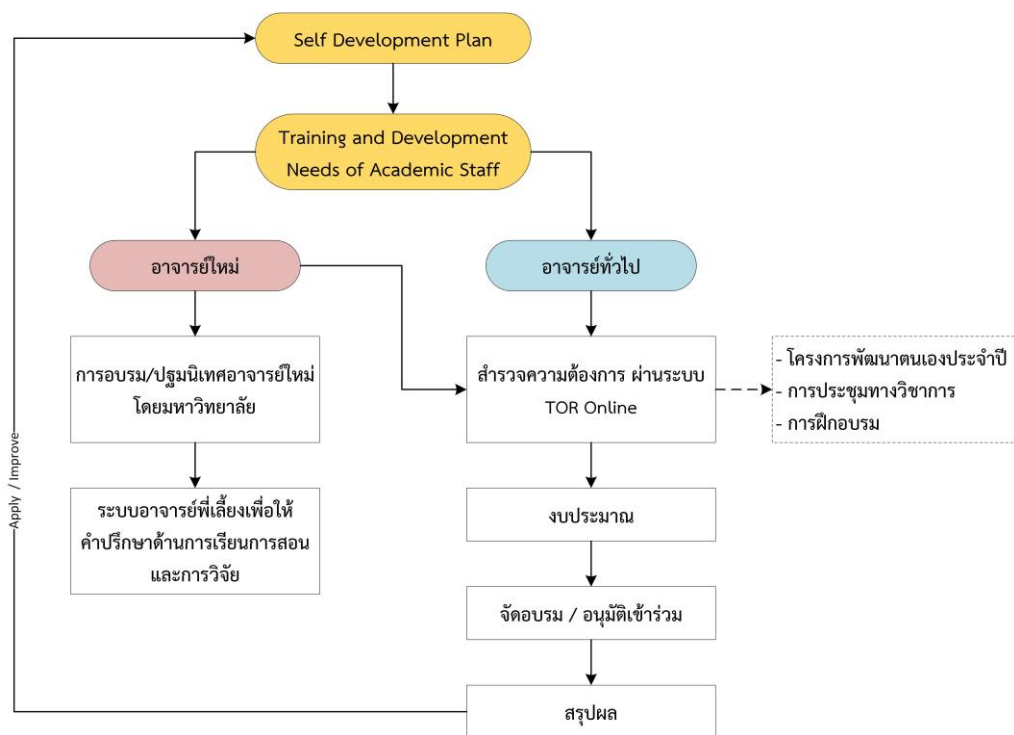 Self Development Plan
Training and Development
Needs of Academic Staff
อาจารย์ใหม่
อาจารย์ทั่วไป
การอบรม/ปฐมนิเทศอาจารย์ใหม่
โดยมหาวิทยาลัย
สำรวจความต้องการ ผ่านระบบ
TOR Online
- โครงการพัฒนาตนเองประจำปี
- การประชุมทางวิชาการ
- การฝึกอบรม
ระบบอาจารย์พี่เลี้ยงเพื่อให้
คำปรึกษาด้านการเรียนการสอน
และการวิจัย
งบประมาณ
จัดอบรม / อนุมัติเข้าร่วม
สรุปผล
Apply / Improve